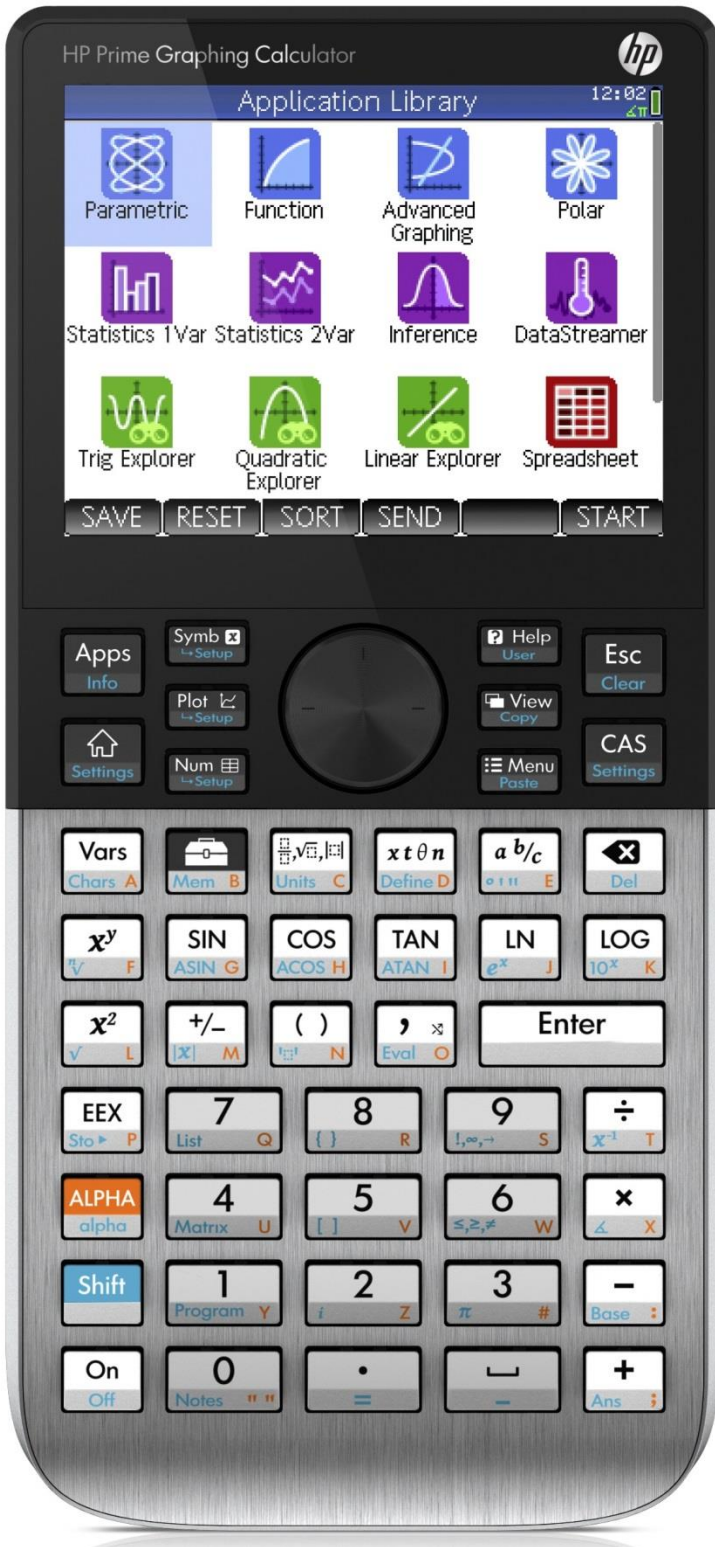 HP Prime Graphing Calculator
hp
Application Library 12:02
∡π
Parametric Function Advanced Graphing Polar
Statistics 1Var Statistics 2Var Inference DataStreamer
Trig Explorer Quadratic Explorer Linear Explorer Spreadsheet
SAVE RESET SORT SEND START
Apps Symb x Help Esc
Info ↳Setup User Clear
Plot View
↳Setup Copy
Num Menu CAS
Settings ↳Setup Paste Settings
Vars √ x t θ n a b/c
Chars A Mem B Units C Define D ° ' " E Del
xʸ SIN COS TAN LN LOG
ⁿ√ F ASIN G ACOS H ATAN I eˣ J 10ˣ K
x² +/- ( ) , Enter
√ L |x| M N Eval O
EEX 7 8 9 ÷
Sto ▸ P List Q { } R !,∞,→ S x⁻¹ T
ALPHA 4 5 6 ×
alpha Matrix U [ ] V ≤,≥,≠ W ∡ X
Shift 1 2 3 −
Program Y i Z π # Base :
On 0 . ␣ +
Off Notes " " = _ Ans ;